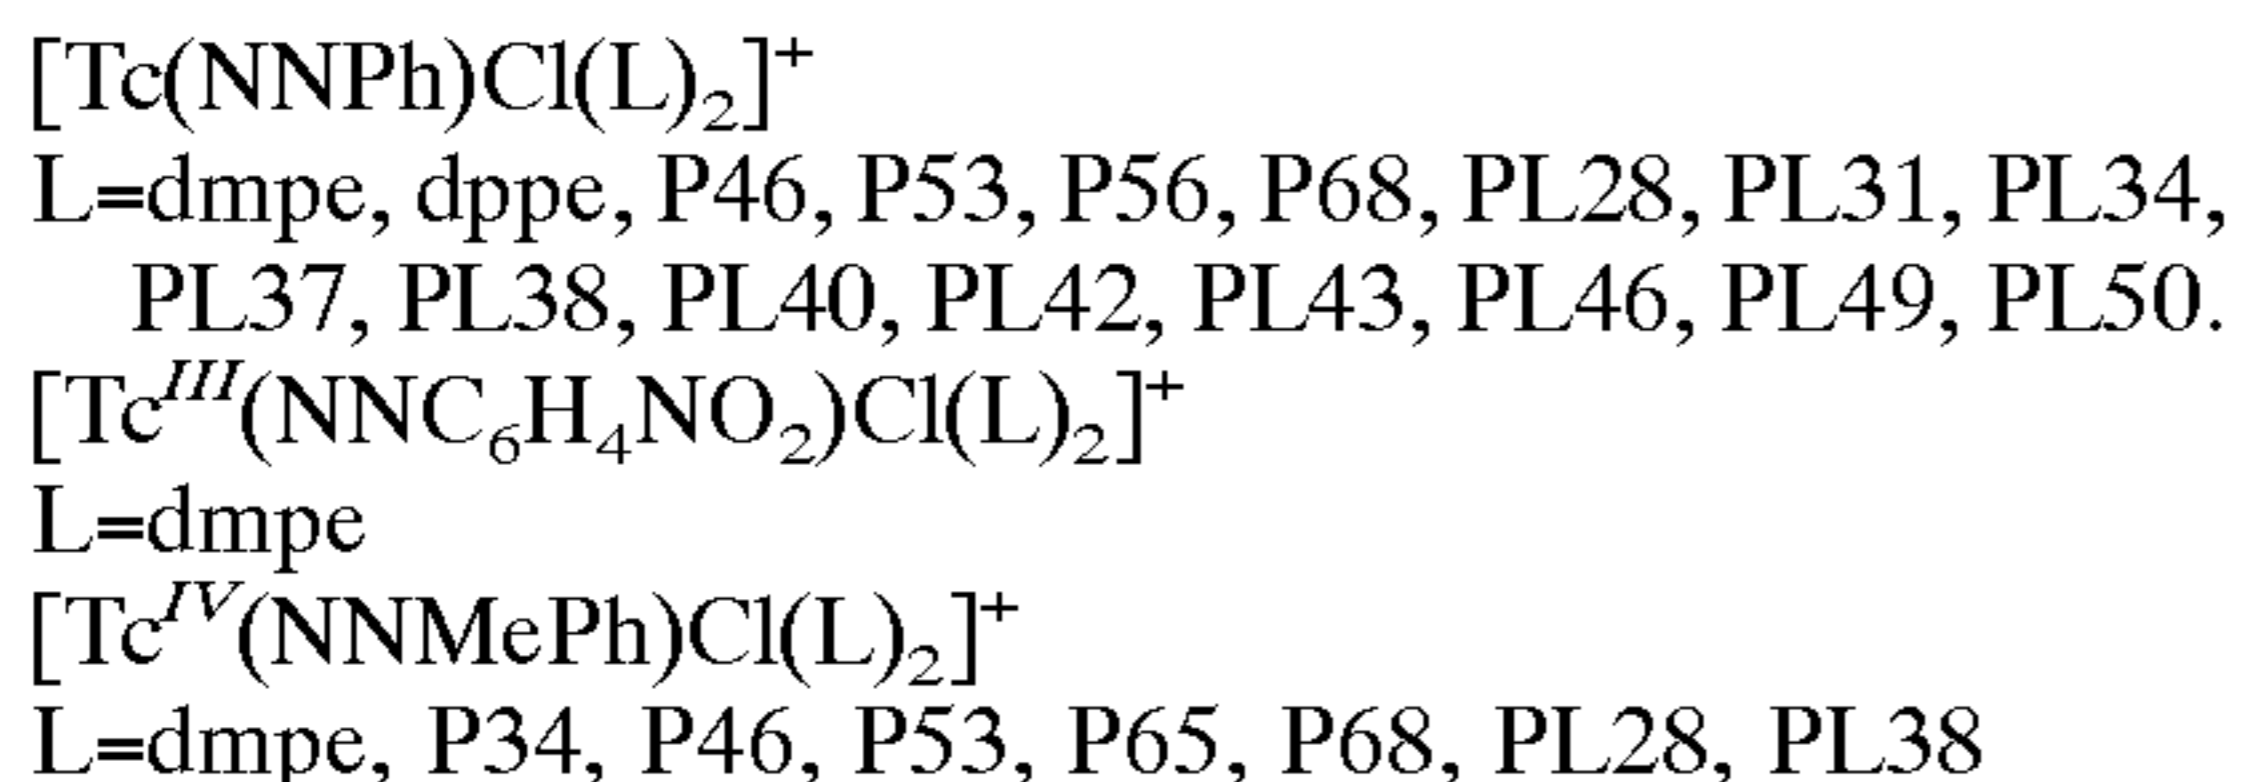 [Tc(NNPh)Cl(L)₂]⁺
L=dmpe, dppe, P46, P53, P56, P68, PL28, PL31, PL34,
PL37, PL38, PL40, PL42, PL43, PL46, PL49, PL50.
[Tcᴵᴵᴵ(NNC₆H₄NO₂)Cl(L)₂]⁺
L=dmpe
[Tcᴵⱽ(NNMePh)Cl(L)₂]⁺
L=dmpe, P34, P46, P53, P65, P68, PL28, PL38